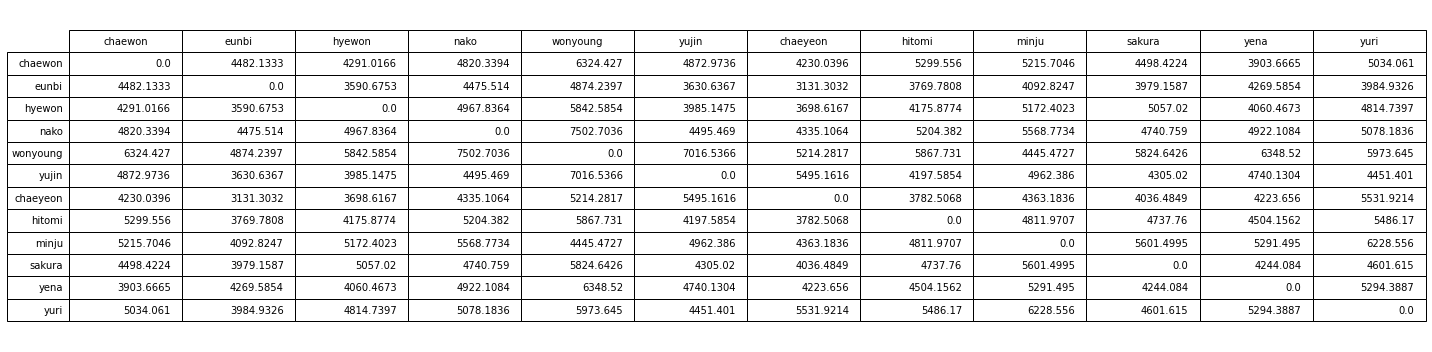 chaewon eunbi hyewon nako wonyoung yujin chaeyeon hitomi minju sakura yena yuri
chaewon 0.0 4482.1333 4291.0166 4820.3394 6324.427 4872.9736 4230.0396 5299.556 5215.7046 4498.4224 3903.6665 5034.061
eunbi 4482.1333 0.0 3590.6753 4475.514 4874.2397 3630.6367 3131.3032 3769.7808 4092.8247 3979.1587 4269.5854 3984.9326
hyewon 4291.0166 3590.6753 0.0 4967.8364 5842.5854 3985.1475 3698.6167 4175.8774 5172.4023 5057.02 4060.4673 4814.7397
nako 4820.3394 4475.514 4967.8364 0.0 7502.7036 4495.469 4335.1064 5204.382 5568.7734 4740.759 4922.1084 5078.1836
wonyoung 6324.427 4874.2397 5842.5854 7502.7036 0.0 7016.5366 5214.2817 5867.731 4445.4727 5824.6426 6348.52 5973.645
yujin 4872.9736 3630.6367 3985.1475 4495.469 7016.5366 0.0 5495.1616 4197.5854 4962.386 4305.02 4740.1304 4451.401
chaeyeon 4230.0396 3131.3032 3698.6167 4335.1064 5214.2817 5495.1616 0.0 3782.5068 4363.1836 4036.4849 4223.656 5531.9214
hitomi 5299.556 3769.7808 4175.8774 5204.382 5867.731 4197.5854 3782.5068 0.0 4811.9707 4737.76 4504.1562 5486.17
minju 5215.7046 4092.8247 5172.4023 5568.7734 4445.4727 4962.386 4363.1836 4811.9707 0.0 5601.4995 5291.495 6228.556
sakura 4498.4224 3979.1587 5057.02 4740.759 5824.6426 4305.02 4036.4849 4737.76 5601.4995 0.0 4244.084 4601.615
yena 3903.6665 4269.5854 4060.4673 4922.1084 6348.52 4740.1304 4223.656 4504.1562 5291.495 4244.084 0.0 5294.3887
yuri 5034.061 3984.9326 4814.7397 5078.1836 5973.645 4451.401 5531.9214 5486.17 6228.556 4601.615 5294.3887 0.0